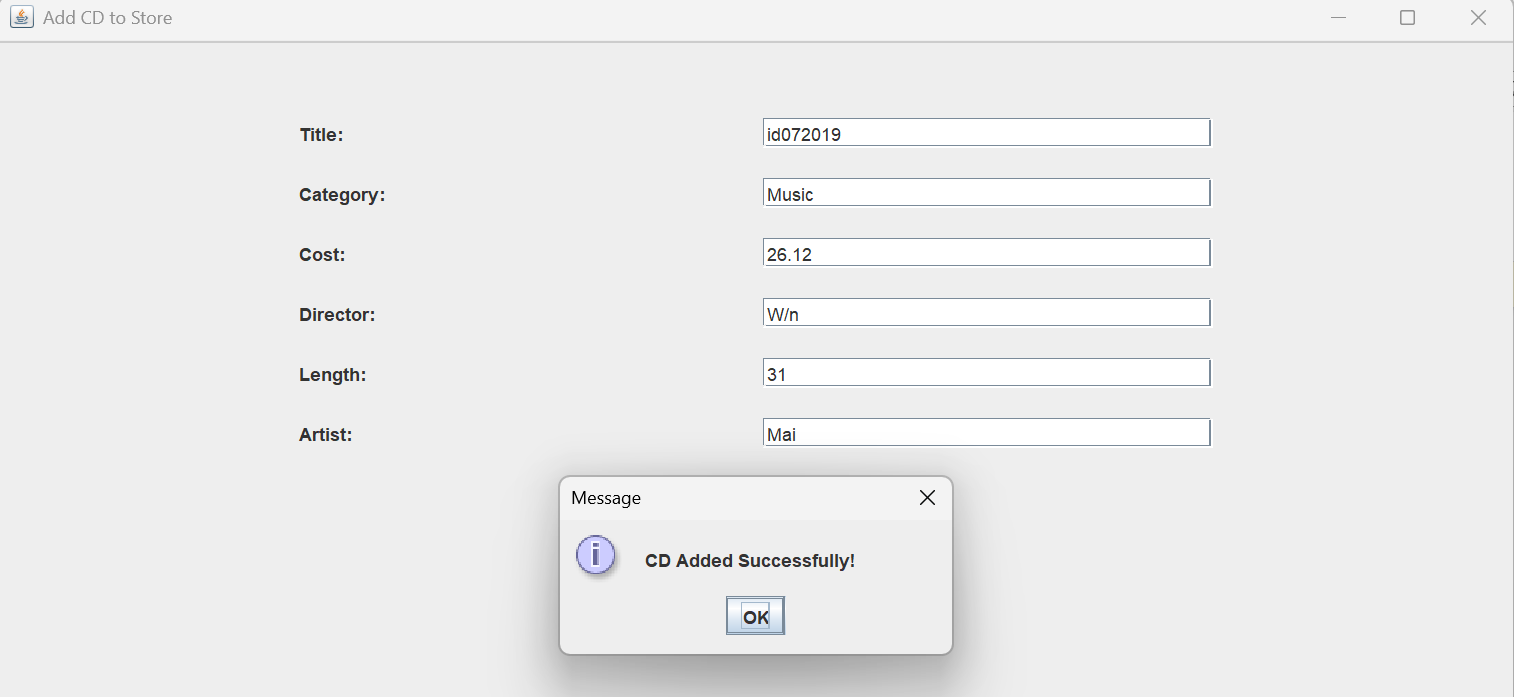 Add CD to Store
Title: id072019
Category: Music
Cost: 26.12
Director: W/n
Length: 31
Artist: Mai
Message
CD Added Successfully!
OK